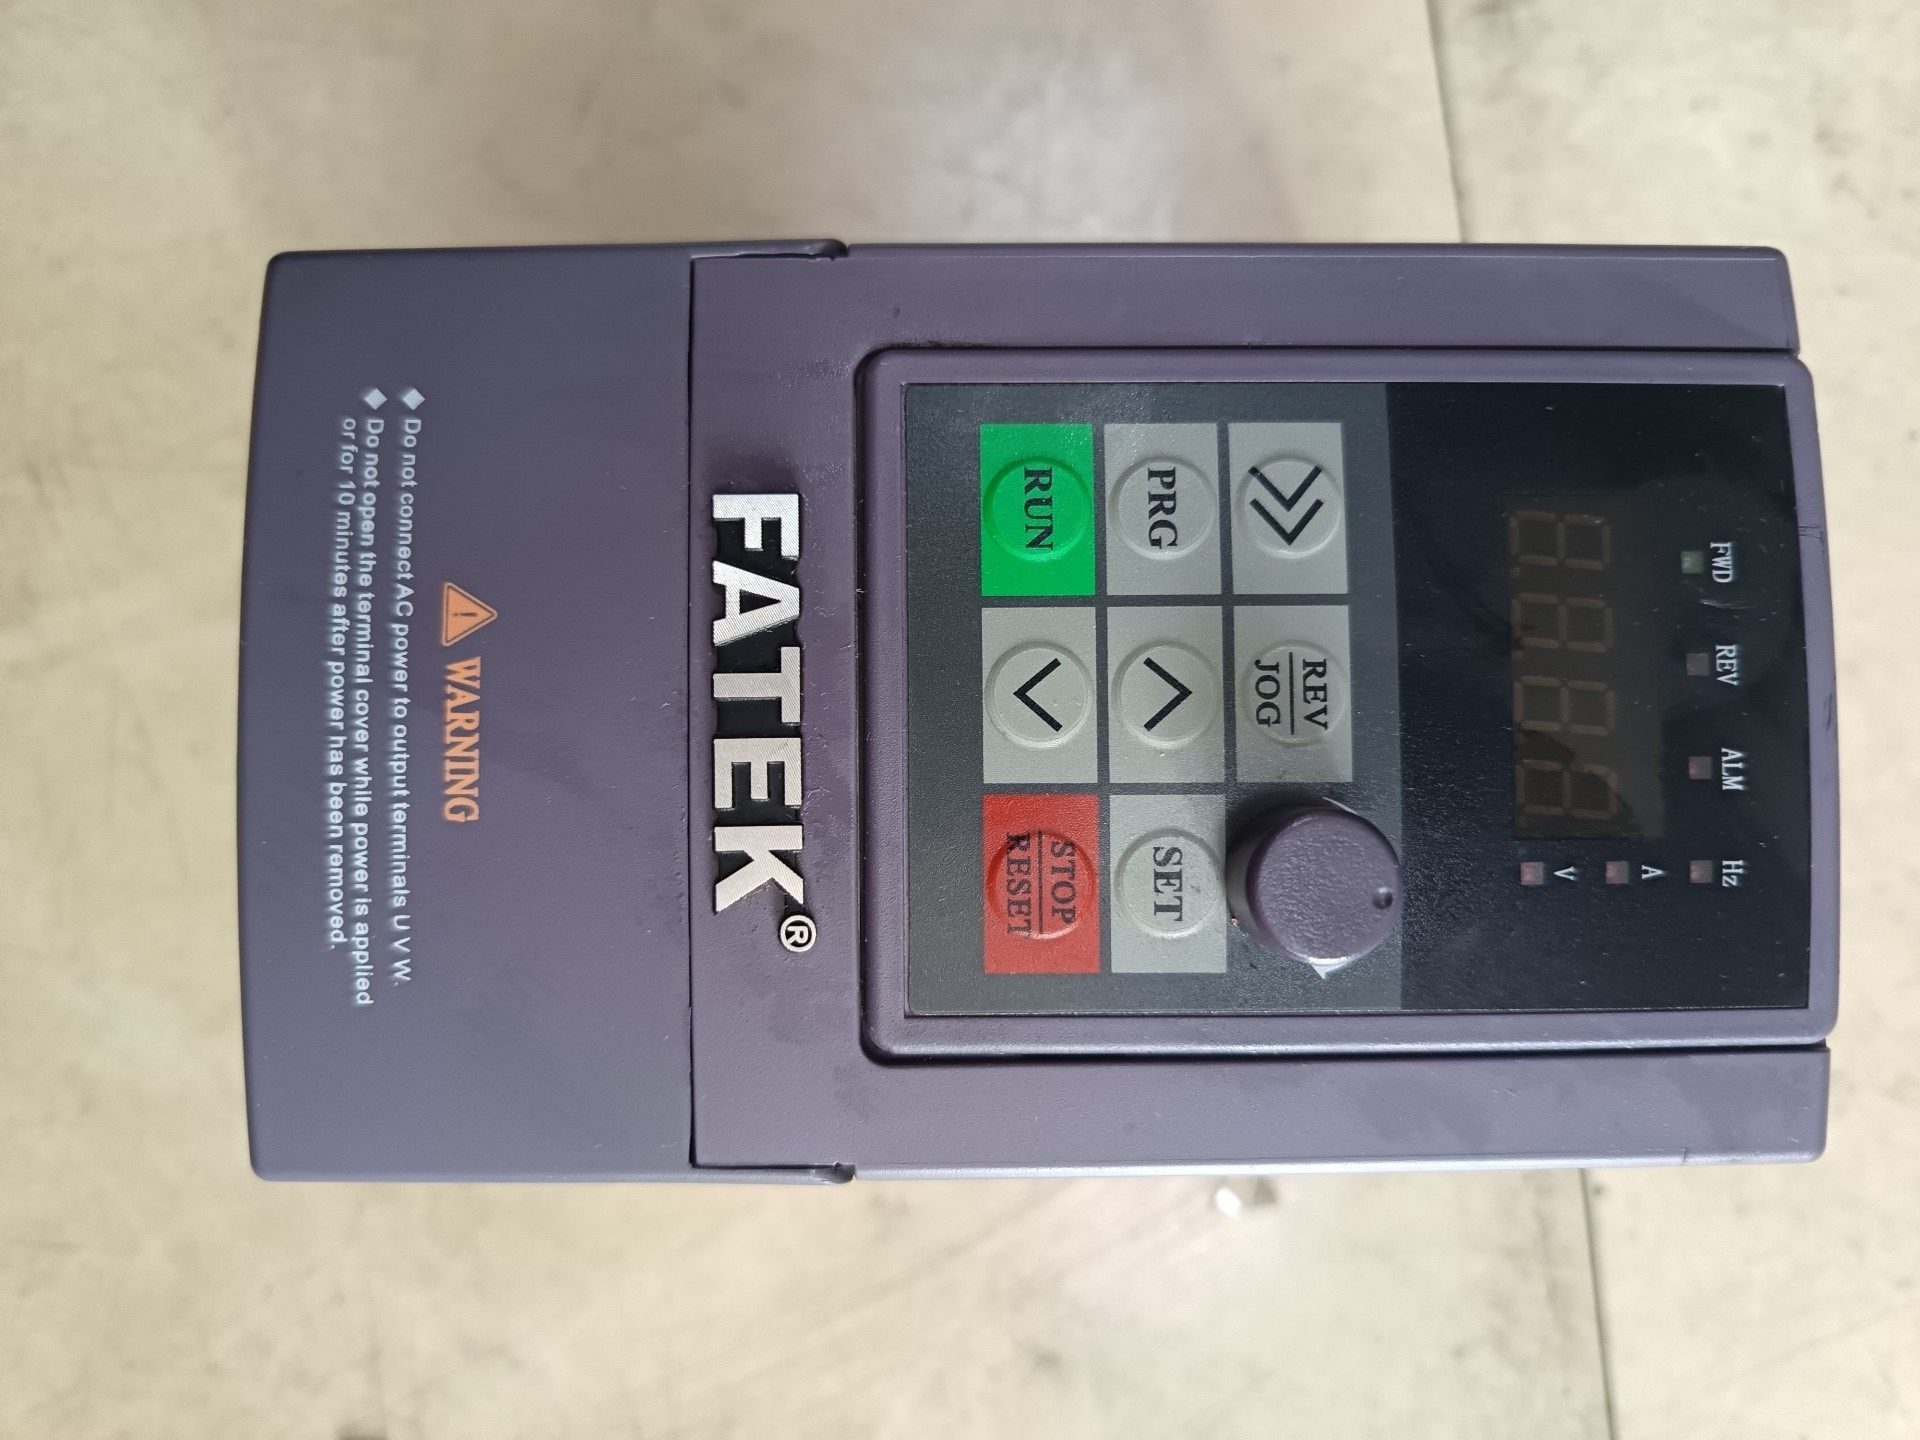 FWD REV ALM Hz
A
V
REV
JOG
PRG SET
RUN STOP
RESET
FATEK®
WARNING
◆ Do not connect AC power to output terminals U V W.
◆ Do not open the terminal cover while power is applied
or for 10 minutes after power has been removed.